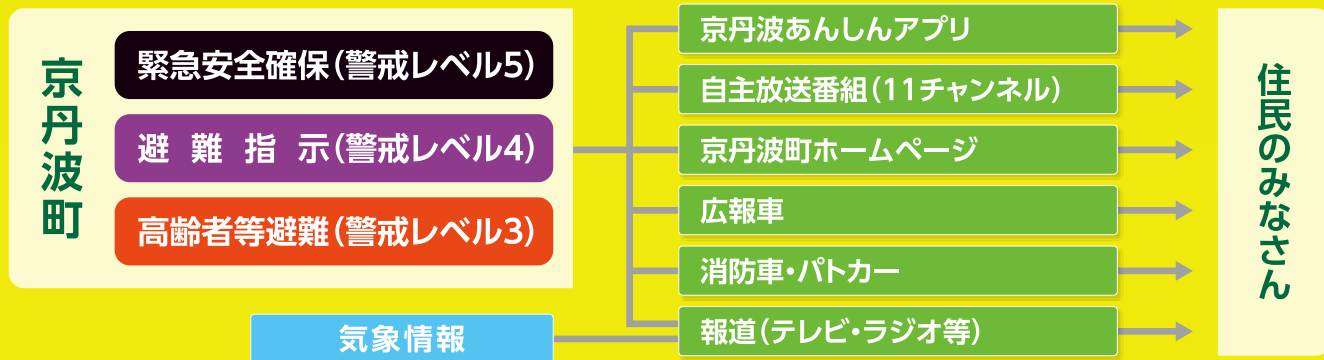 京丹波町
緊急安全確保(警戒レベル5)
避難指示(警戒レベル4)
高齢者等避難(警戒レベル3)
気象情報
京丹波あんしんアプリ
自主放送番組(11チャンネル)
京丹波町ホームページ
広報車
消防車・パトカー
報道(テレビ・ラジオ等)
住民のみなさん